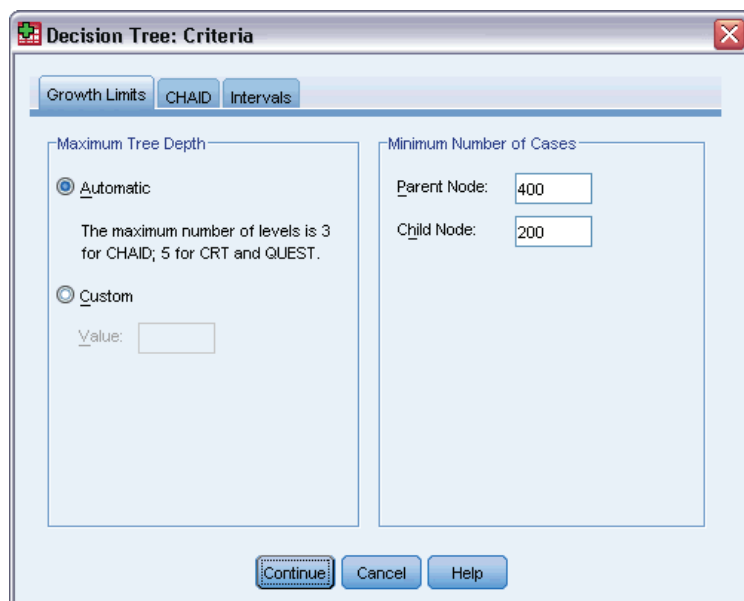 Decision Tree: Criteria
Growth Limits CHAID Intervals
Maximum Tree Depth
Automatic
The maximum number of levels is 3
for CHAID; 5 for CRT and QUEST.
Custom
Value:
Minimum Number of Cases
Parent Node: 400
Child Node: 200
Continue Cancel Help